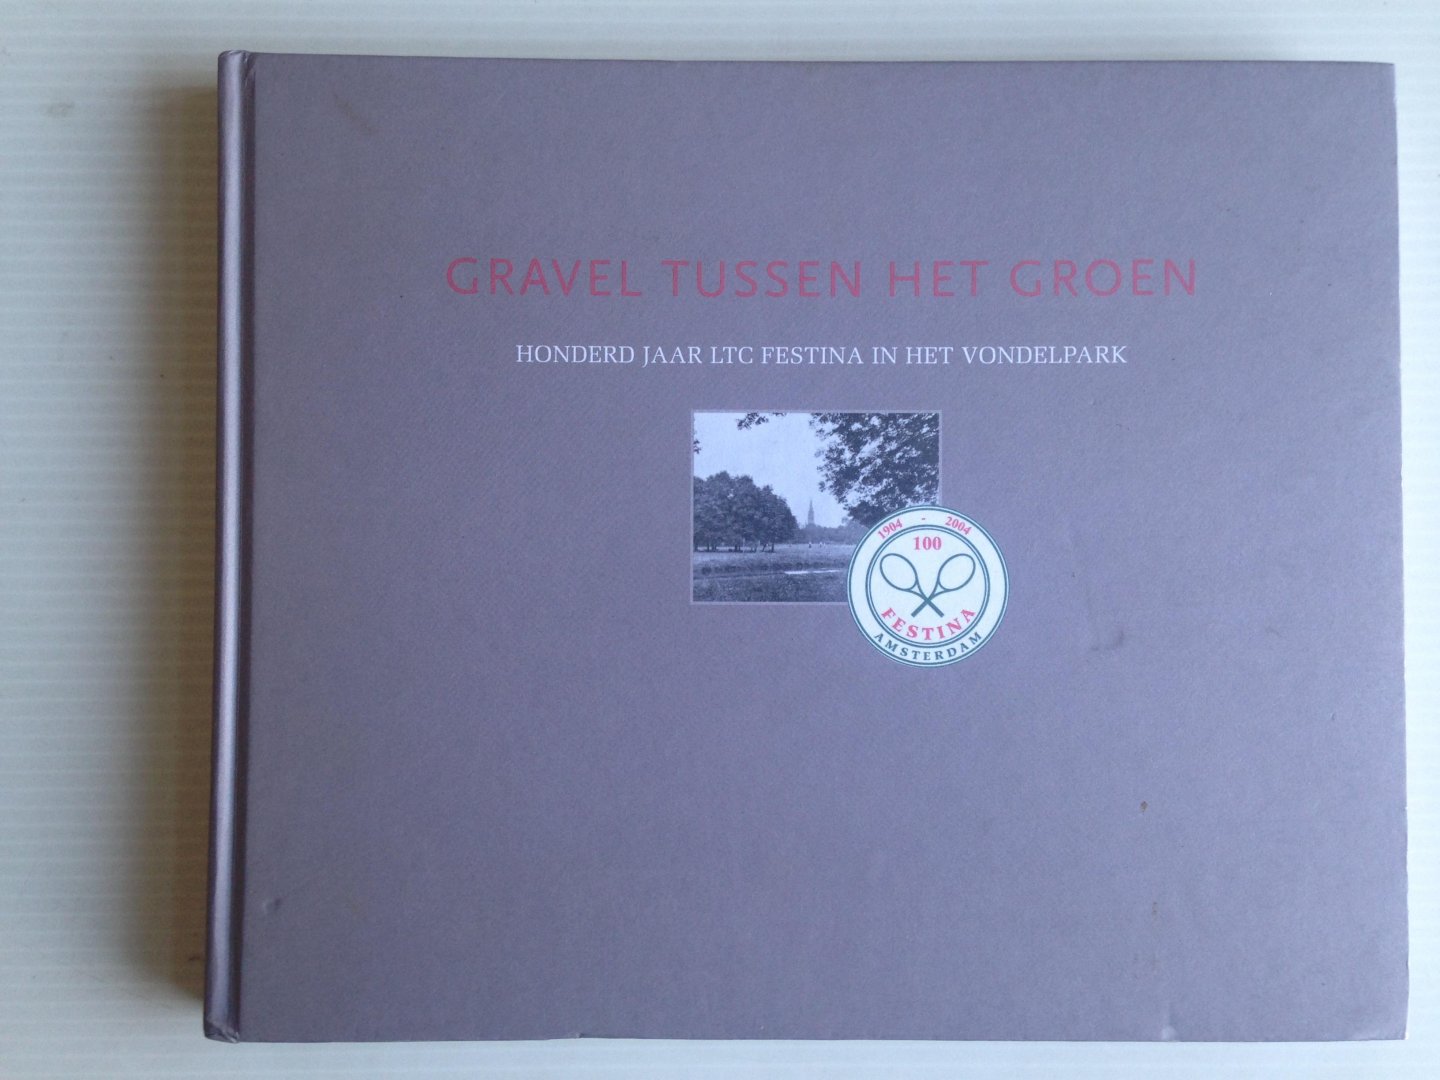 GRAVEL TUSSEN HET GROEN
HONDERD JAAR LTC FESTINA IN HET VONDELPARK
1904 - 2004
100
FESTINA
AMSTERDAM